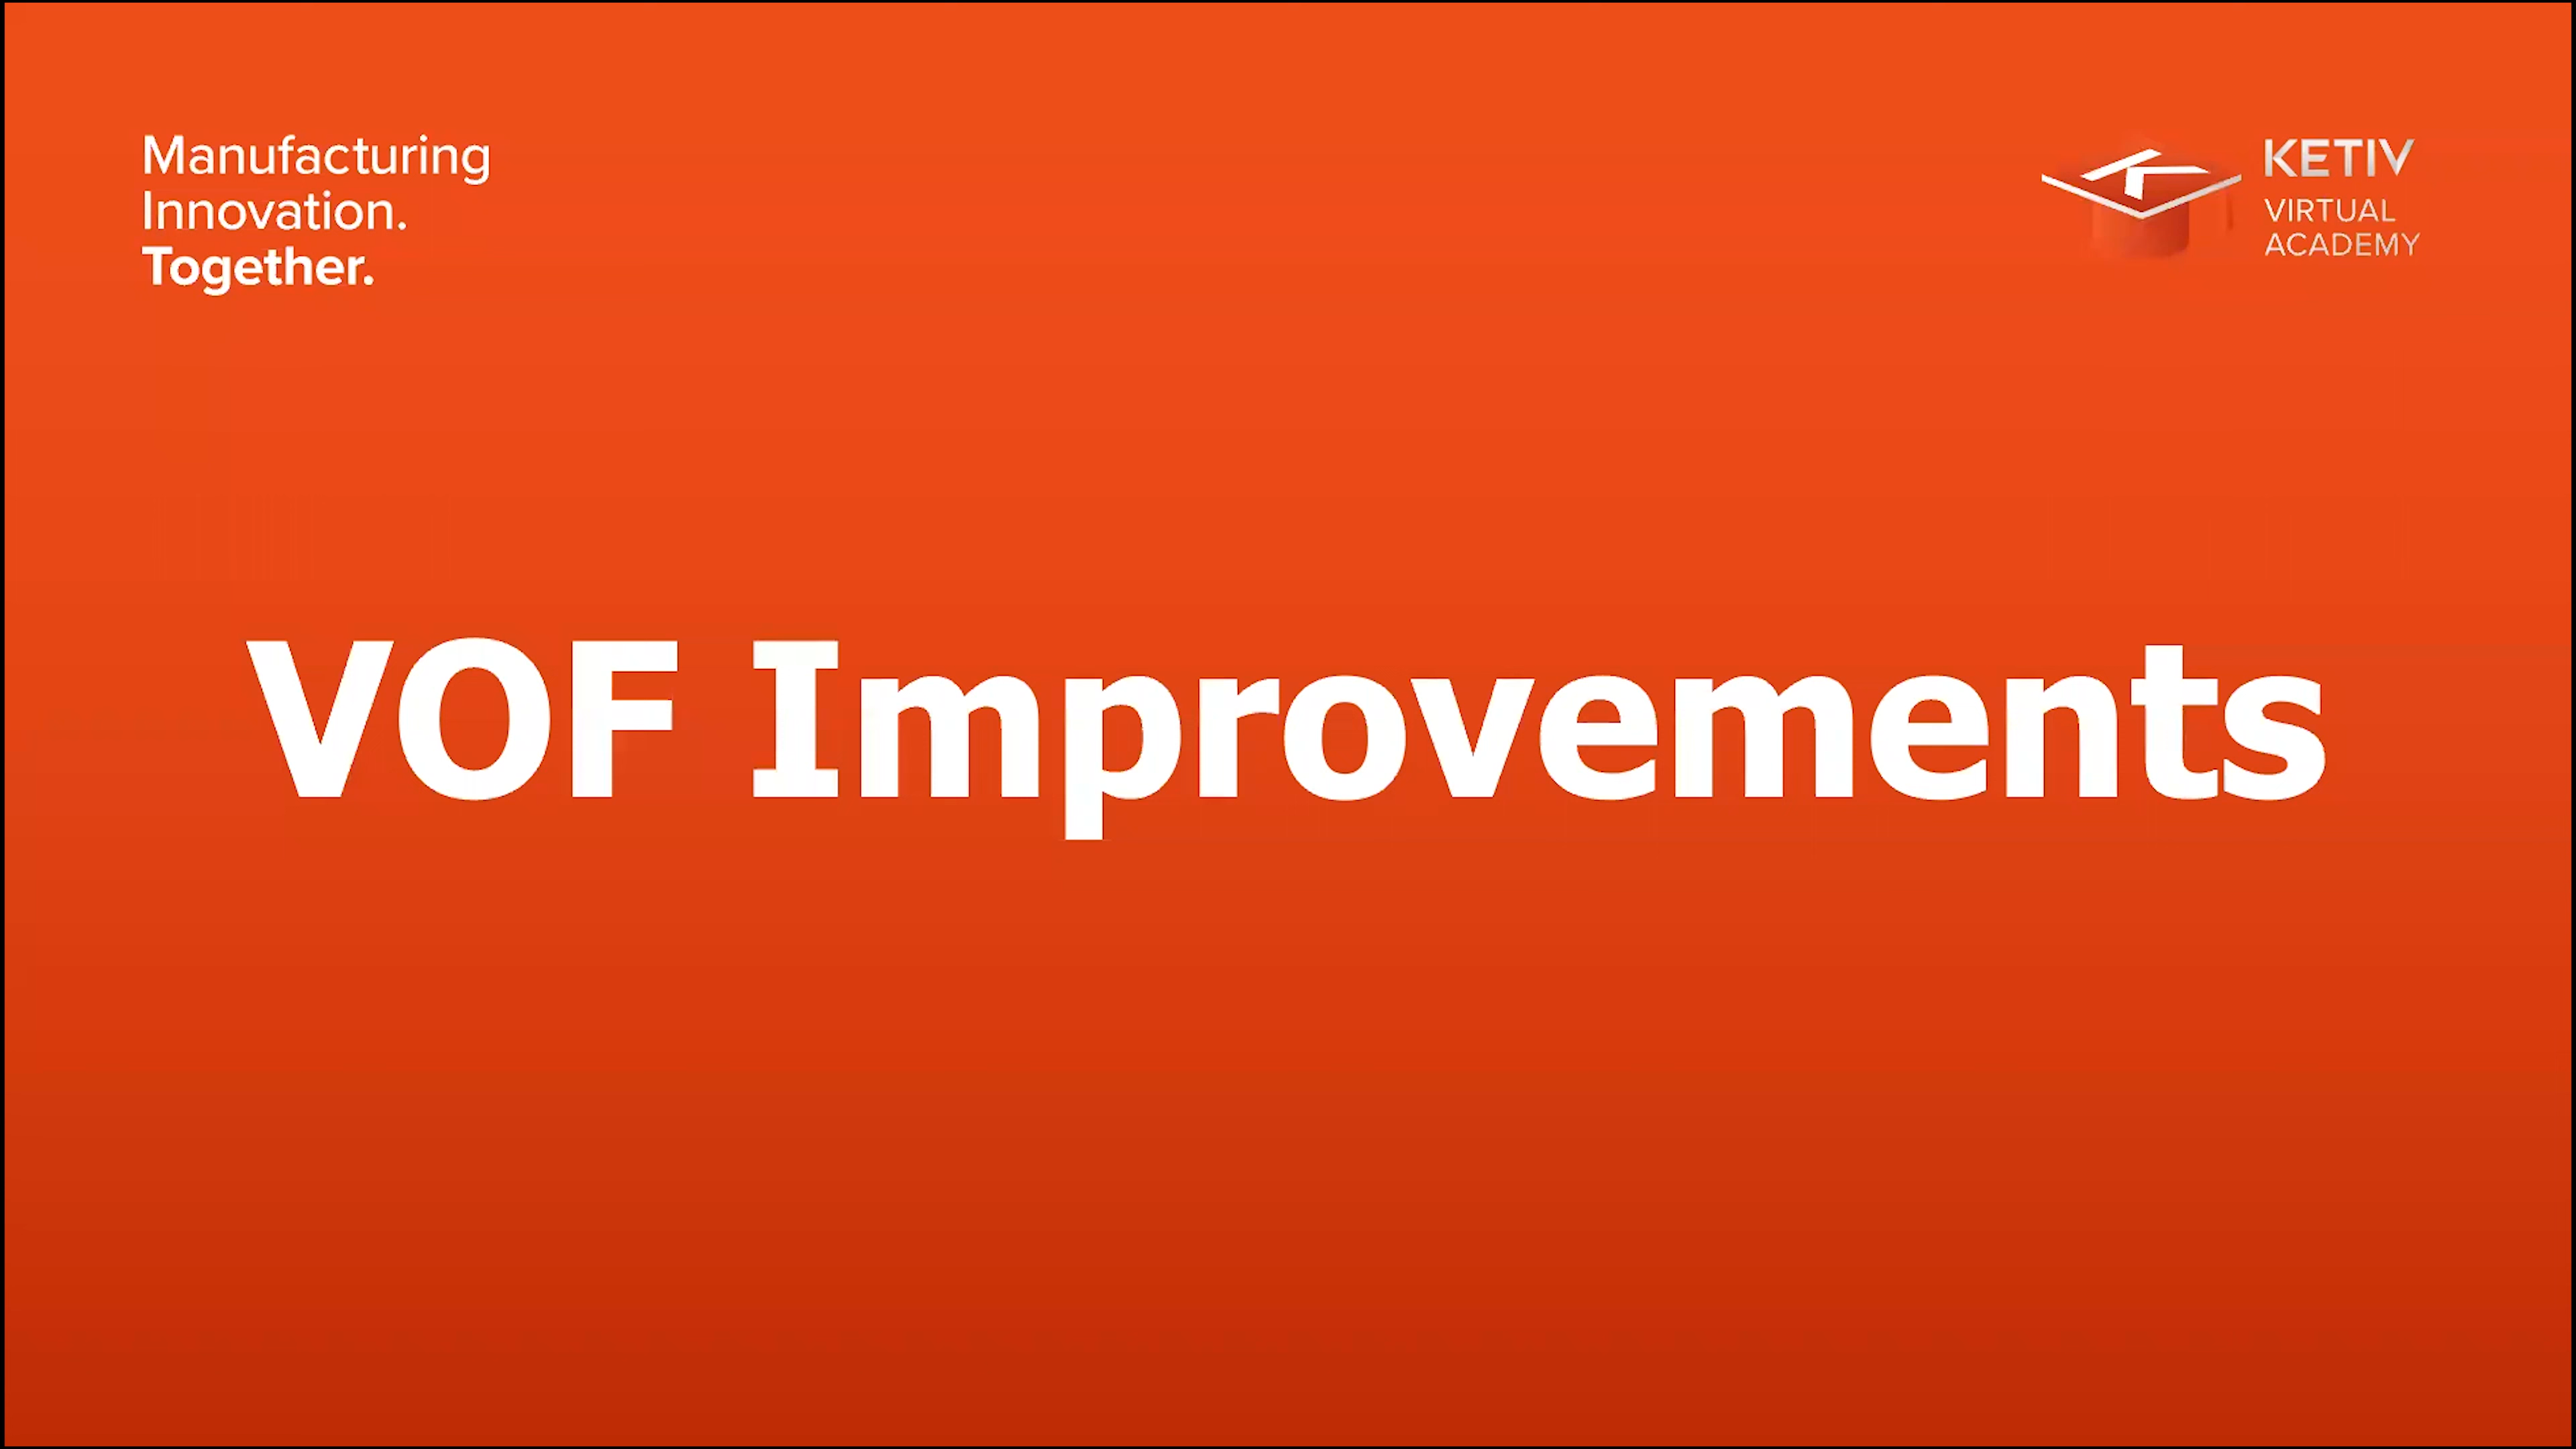 Manufacturing
Innovation.
Together.
KETIV
VIRTUAL
ACADEMY
VOF Improvements